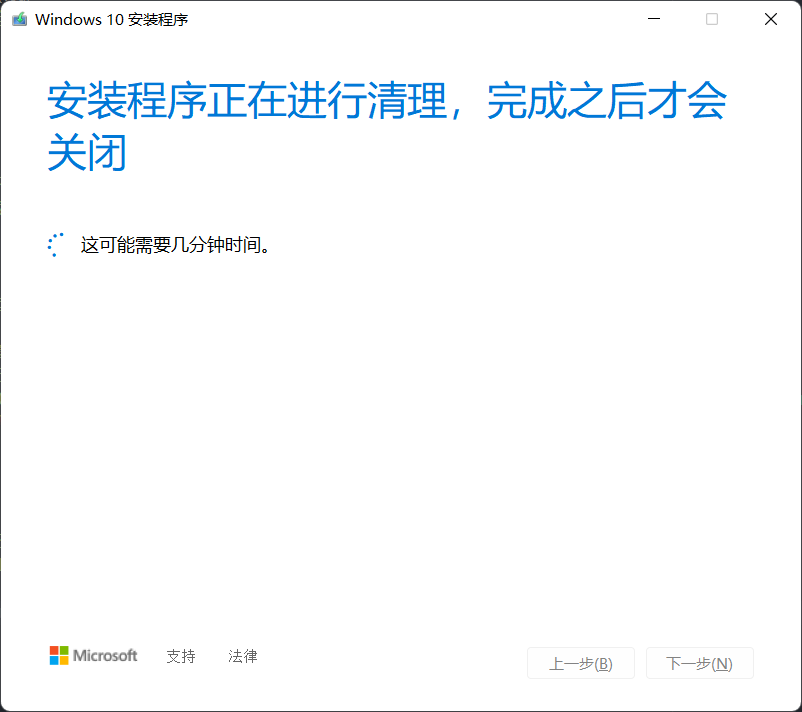 Windows 10 安装程序
安装程序正在进行清理，完成之后才会
关闭
这可能需要几分钟时间。
Microsoft 支持 法律 上一步(B) 下一步(N)